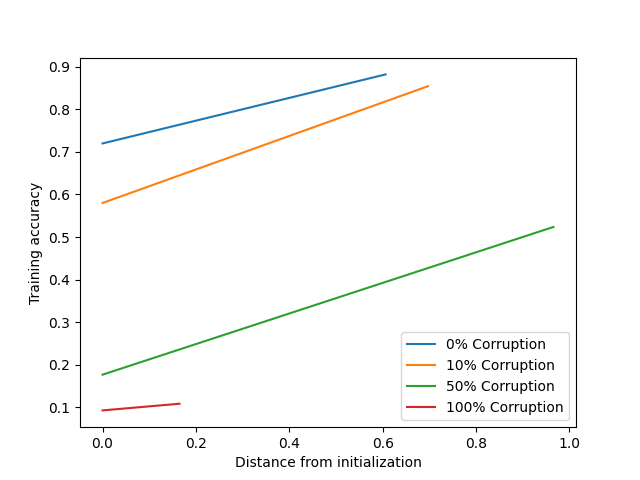 0.9
0.8
0.7
0.6
0.5
0.4
0.3
0.2
0.1
Training accuracy
0% Corruption
10% Corruption
50% Corruption
100% Corruption
0.0 0.2 0.4 0.6 0.8 1.0
Distance from initialization